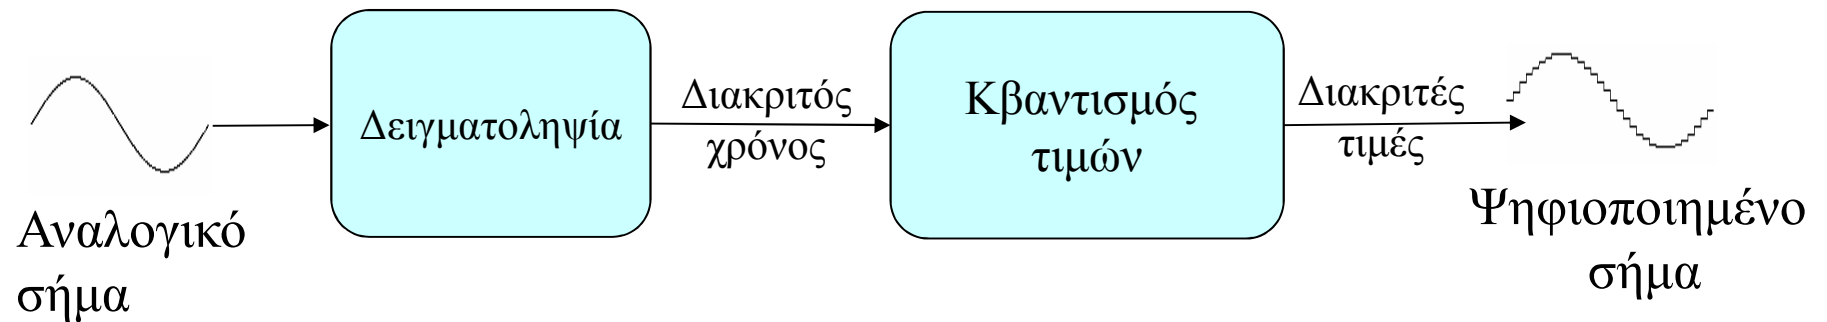 Αναλογικό
σήμα
Δειγματοληψία
Διακριτός
χρόνος
Κβαντισμός
τιμών
Διακριτές
τιμές
Ψηφιοποιημένο
σήμα